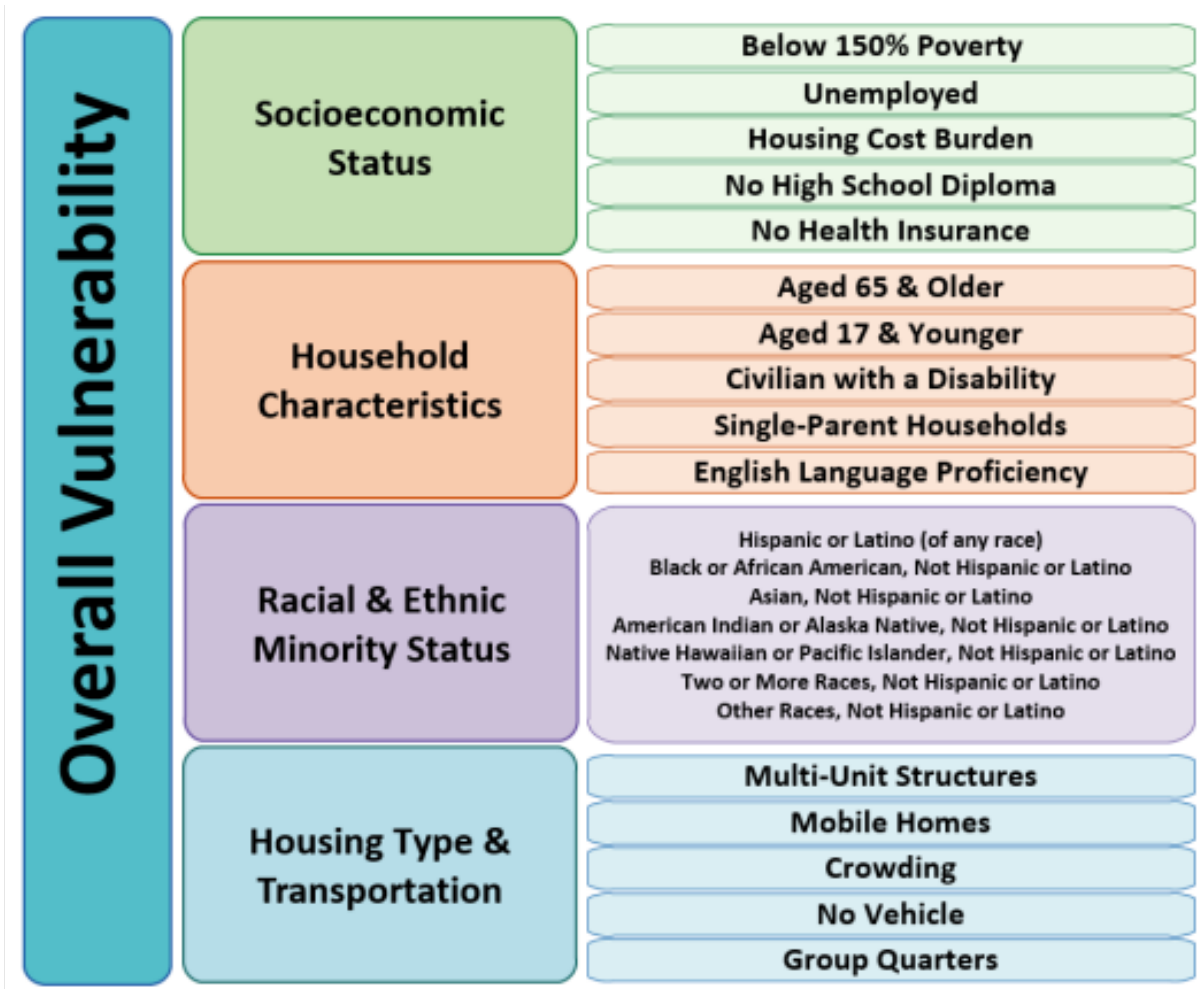 Overall Vulnerability
Socioeconomic
Status
Below 150% Poverty
Unemployed
Housing Cost Burden
No High School Diploma
No Health Insurance
Household
Characteristics
Aged 65 & Older
Aged 17 & Younger
Civilian with a Disability
Single-Parent Households
English Language Proficiency
Racial & Ethnic
Minority Status
Hispanic or Latino (of any race)
Black or African American, Not Hispanic or Latino
Asian, Not Hispanic or Latino
American Indian or Alaska Native, Not Hispanic or Latino
Native Hawaiian or Pacific Islander, Not Hispanic or Latino
Two or More Races, Not Hispanic or Latino
Other Races, Not Hispanic or Latino
Housing Type &
Transportation
Multi-Unit Structures
Mobile Homes
Crowding
No Vehicle
Group Quarters